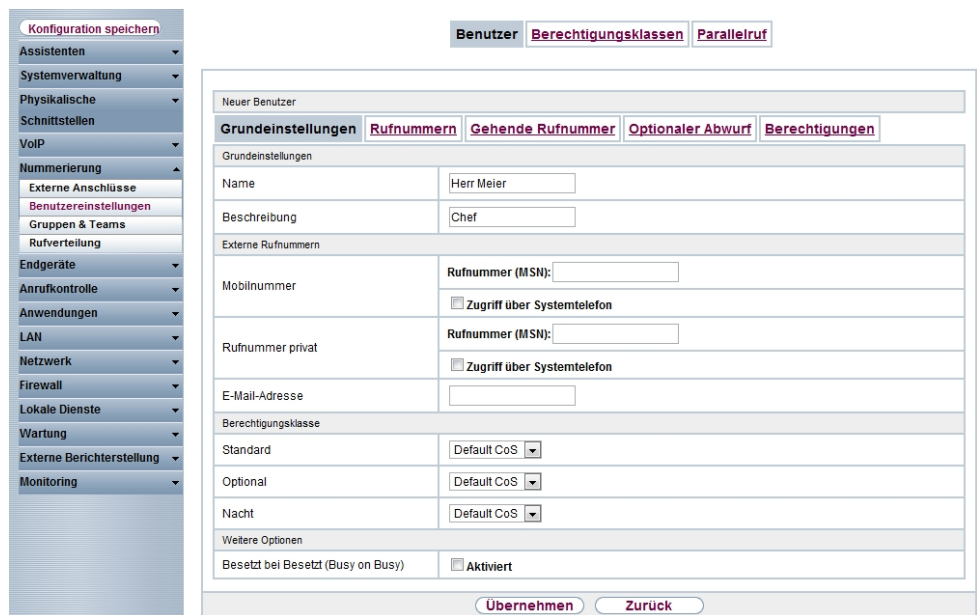 Konfiguration speichern
Assistenten
Systemverwaltung
Physikalische
Schnittstellen
VoIP
Nummerierung
Externe Anschlüsse
Benutzereinstellungen
Gruppen & Teams
Rufverteilung
Endgeräte
Anrufkontrolle
Anwendungen
LAN
Netzwerk
Firewall
Lokale Dienste
Wartung
Externe Berichterstellung
Monitoring
Benutzer Berechtigungsklassen Parallelruf
Neuer Benutzer
Grundeinstellungen Rufnummern Gehende Rufnummer Optionaler Abwurf Berechtigungen
Grundeinstellungen
Name Herr Meier
Beschreibung Chef
Externe Rufnummern
Mobilnummer
Rufnummer (MSN):
Zugriff über Systemtelefon
Rufnummer privat
Rufnummer (MSN):
Zugriff über Systemtelefon
E-Mail-Adresse
Berechtigungsklasse
Standard Default CoS
Optional Default CoS
Nacht Default CoS
Weitere Optionen
Besetzt bei Besetzt (Busy on Busy) Aktiviert
Übernehmen Zurück